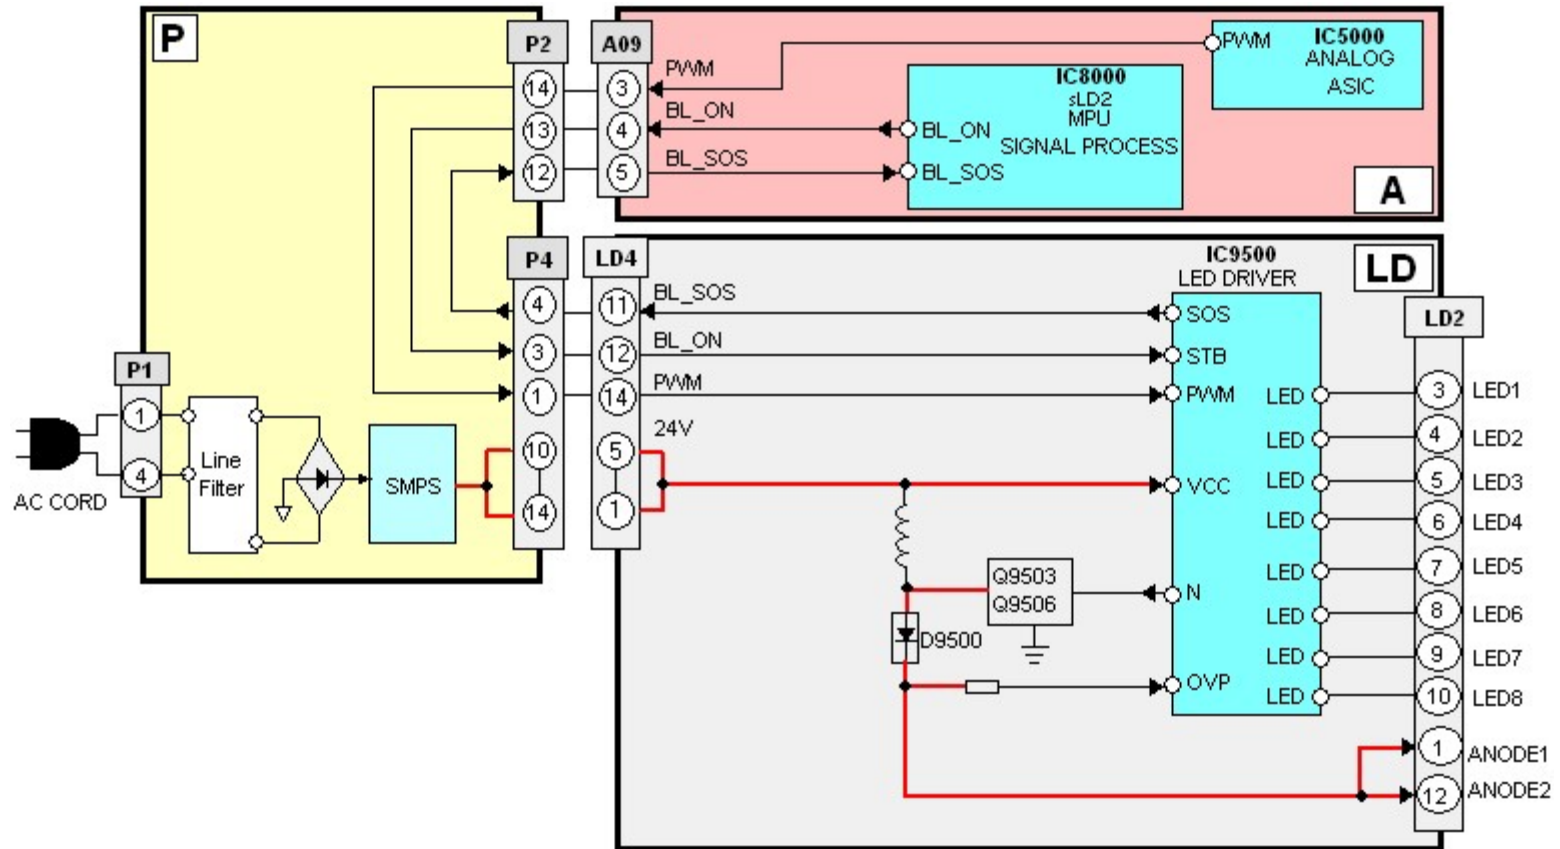 P
P2
A09
14
13
12
3
4
5
PWM
BL_ON
BL_SOS
PWM
IC5000
ANALOG
ASIC
IC8000
sLD2
MPU
SIGNAL PROCESS
BL_ON
BL_SOS
A
P4
LD4
4
3
1
10
14
11
12
14
5
1
BL_SOS
BL_ON
PWM
24V
P1
1
4
AC CORD
Line
Filter
SMPS
IC9500
LED DRIVER
LD
SOS
STB
PWM
VCC
N
OVP
LED
LED
LED
LED
LED
LED
LED
LED
Q9503
Q9506
D9500
LD2
3 LED1
4 LED2
5 LED3
6 LED4
7 LED5
8 LED6
9 LED7
10 LED8
1 ANODE1
12 ANODE2